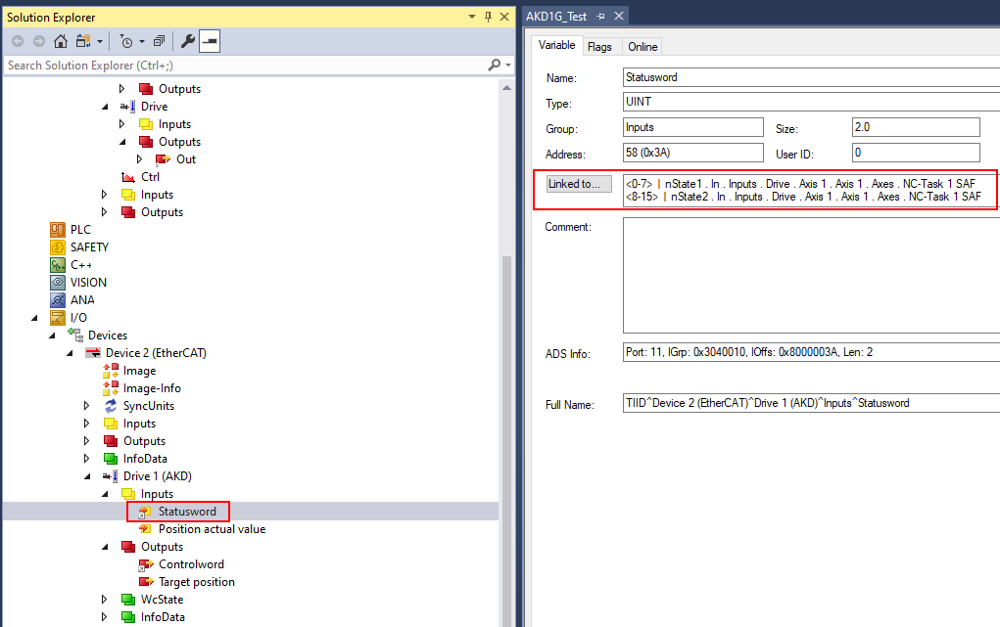 Solution Explorer
Search Solution Explorer (Ctrl+;)
Outputs
Drive
Inputs
Outputs
Out
Ctrl
Inputs
Outputs
PLC
SAFETY
C++
VISION
ANA
I/O
Devices
Device 2 (EtherCAT)
Image
Image-Info
SyncUnits
Inputs
Outputs
InfoData
Drive 1 (AKD)
Inputs
Statusword
Position actual value
Outputs
Controlword
Target position
WcState
InfoData
AKD1G_Test
Variable Flags Online
Name: Statusword
Type: UINT
Group: Inputs Size: 2.0
Address: 58 (0x3A) User ID: 0
Linked to... <0-7> | nState1 . In . Inputs . Drive . Axis 1 . Axis 1 . Axes . NC-Task 1 SAF
<8-15> | nState2 . In . Inputs . Drive . Axis 1 . Axis 1 . Axes . NC-Task 1 SAF
Comment:
ADS Info: Port: 11, IGrp: 0x3040010, IOffs: 0x8000003A, Len: 2
Full Name: TIID^Device 2 (EtherCAT)^Drive 1 (AKD)^Inputs^Statusword